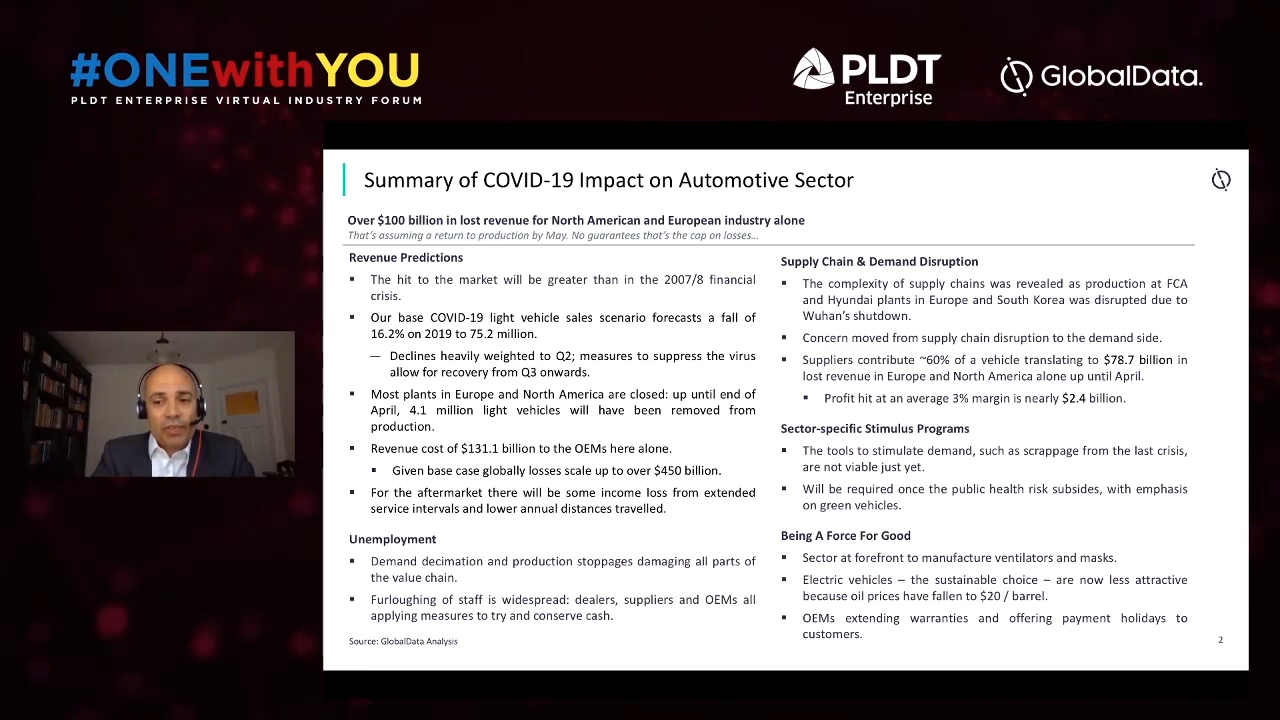 #ONEwithYOU
PLDT ENTERPRISE VIRTUAL INDUSTRY FORUM
PLDT
Enterprise
GlobalData.
Summary of COVID-19 Impact on Automotive Sector
Over $100 billion in lost revenue for North American and European industry alone
That's assuming a return to production by May. No guarantees that's the cap on losses...
Revenue Predictions
▪ The hit to the market will be greater than in the 2007/8 financial
crisis.
▪ Our base COVID-19 light vehicle sales scenario forecasts a fall of
16.2% on 2019 to 75.2 million.
— Declines heavily weighted to Q2; measures to suppress the virus
allow for recovery from Q3 onwards.
▪ Most plants in Europe and North America are closed: up until end of
April, 4.1 million light vehicles will have been removed from
production.
▪ Revenue cost of $131.1 billion to the OEMs here alone.
▪ Given base case globally losses scale up to over $450 billion.
▪ For the aftermarket there will be some income loss from extended
service intervals and lower annual distances travelled.
Unemployment
▪ Demand decimation and production stoppages damaging all parts of
the value chain.
▪ Furloughing of staff is widespread: dealers, suppliers and OEMs all
applying measures to try and conserve cash.
Source: GlobalData Analysis
Supply Chain & Demand Disruption
▪ The complexity of supply chains was revealed as production at FCA
and Hyundai plants in Europe and South Korea was disrupted due to
Wuhan's shutdown.
▪ Concern moved from supply chain disruption to the demand side.
▪ Suppliers contribute ~60% of a vehicle translating to $78.7 billion in
lost revenue in Europe and North America alone up until April.
▪ Profit hit at an average 3% margin is nearly $2.4 billion.
Sector-specific Stimulus Programs
▪ The tools to stimulate demand, such as scrappage from the last crisis,
are not viable just yet.
▪ Will be required once the public health risk subsides, with emphasis
on green vehicles.
Being A Force For Good
▪ Sector at forefront to manufacture ventilators and masks.
▪ Electric vehicles – the sustainable choice – are now less attractive
because oil prices have fallen to $20 / barrel.
▪ OEMs extending warranties and offering payment holidays to
customers.
2